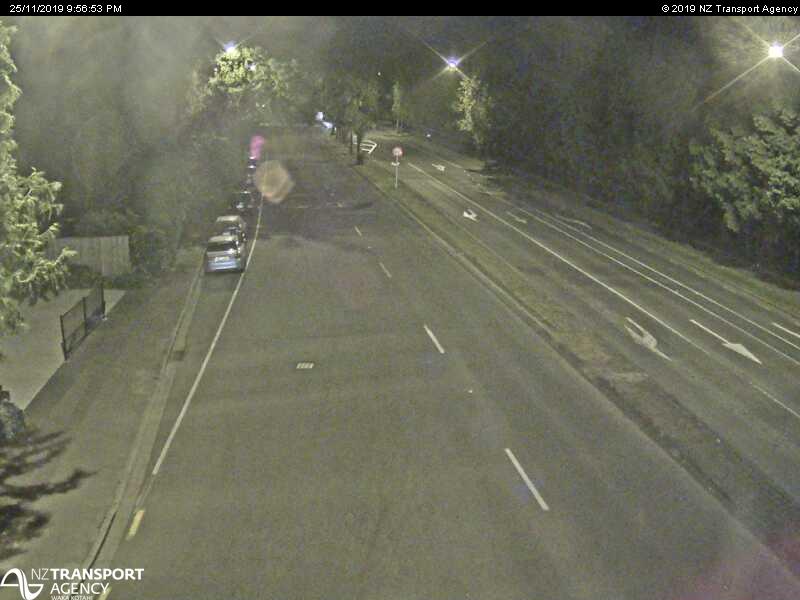 25/11/2019 9:56:53 PM
© 2019 NZ Transport Agency
NZTRANSPORT
AGENCY
WAKA KOTAHI